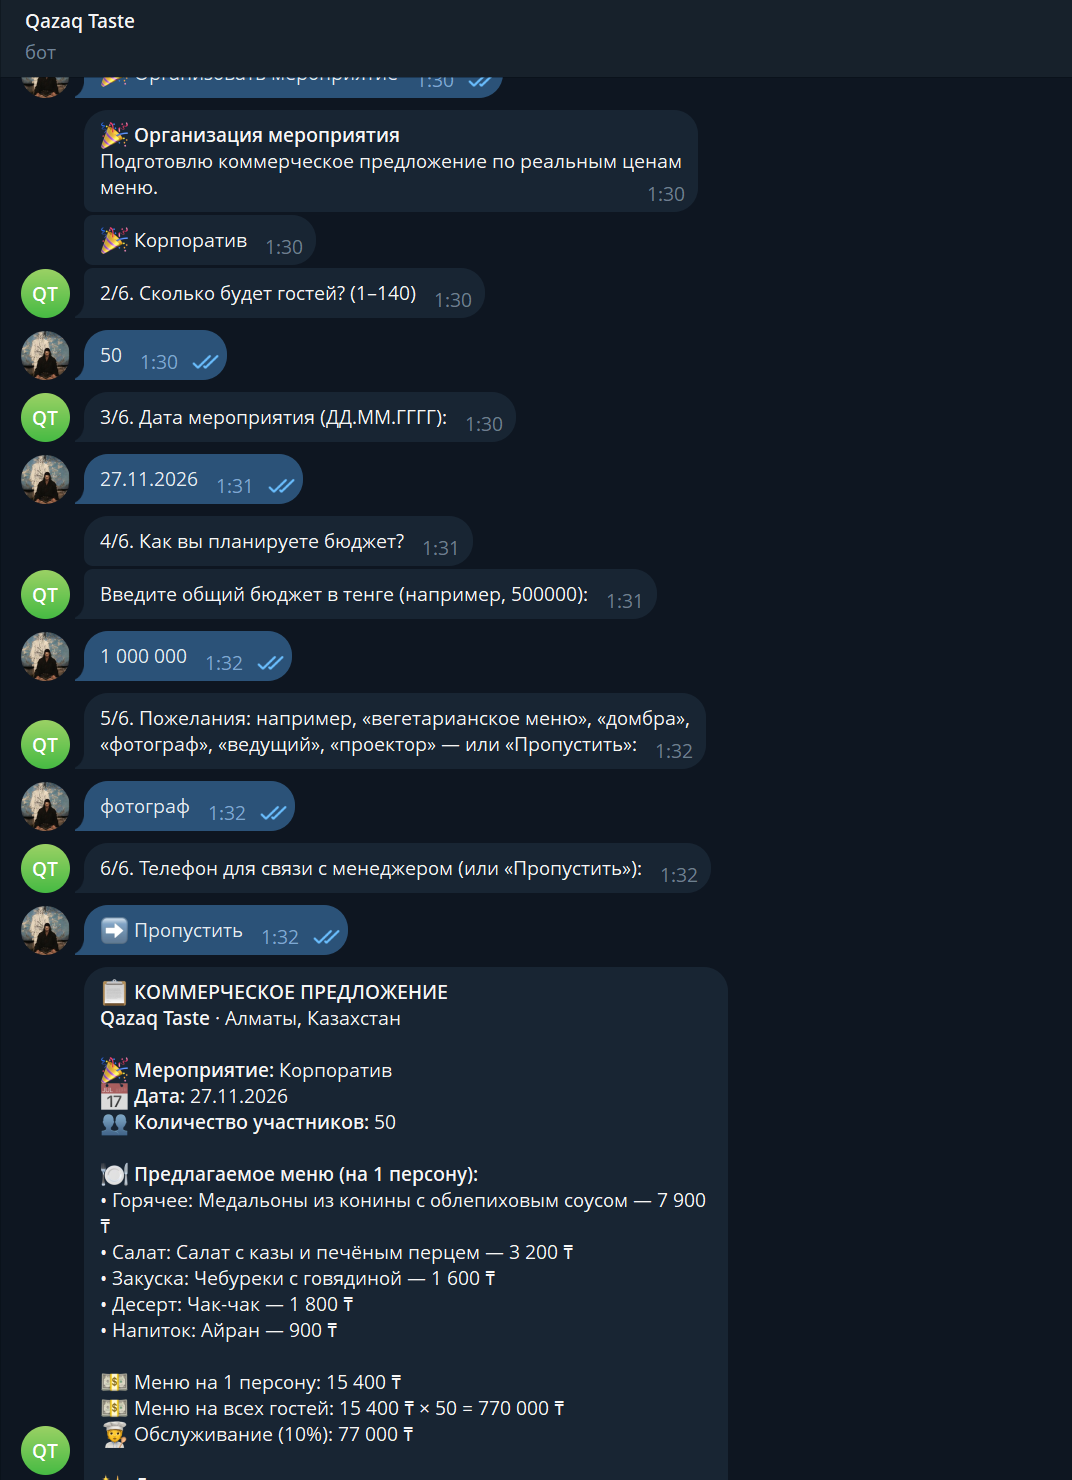 Qazaq Taste
бот
Организовать мероприятие 1:30
Организация мероприятия
Подготовлю коммерческое предложение по реальным ценам
меню. 1:30
Корпоратив 1:30
QT 2/6. Сколько будет гостей? (1–140) 1:30
50 1:30
QT 3/6. Дата мероприятия (ДД.ММ.ГГГГ): 1:30
27.11.2026 1:31
4/6. Как вы планируете бюджет? 1:31
QT Введите общий бюджет в тенге (например, 500000): 1:31
1 000 000 1:32
5/6. Пожелания: например, «вегетарианское меню», «домбра»,
QT «фотограф», «ведущий», «проектор» — или «Пропустить»: 1:32
фотограф 1:32
QT 6/6. Телефон для связи с менеджером (или «Пропустить»): 1:32
Пропустить 1:32
КОММЕРЧЕСКОЕ ПРЕДЛОЖЕНИЕ
Qazaq Taste · Алматы, Казахстан
Мероприятие: Корпоратив
17 Дата: 27.11.2026
Количество участников: 50
Предлагаемое меню (на 1 персону):
• Горячее: Медальоны из конины с облепиховым соусом — 7 900
₸
• Салат: Салат с казы и печёным перцем — 3 200 ₸
• Закуска: Чебуреки с говядиной — 1 600 ₸
• Десерт: Чак-чак — 1 800 ₸
• Напиток: Айран — 900 ₸
Меню на 1 персону: 15 400 ₸
Меню на всех гостей: 15 400 ₸ × 50 = 770 000 ₸
Обслуживание (10%): 77 000 ₸
QT